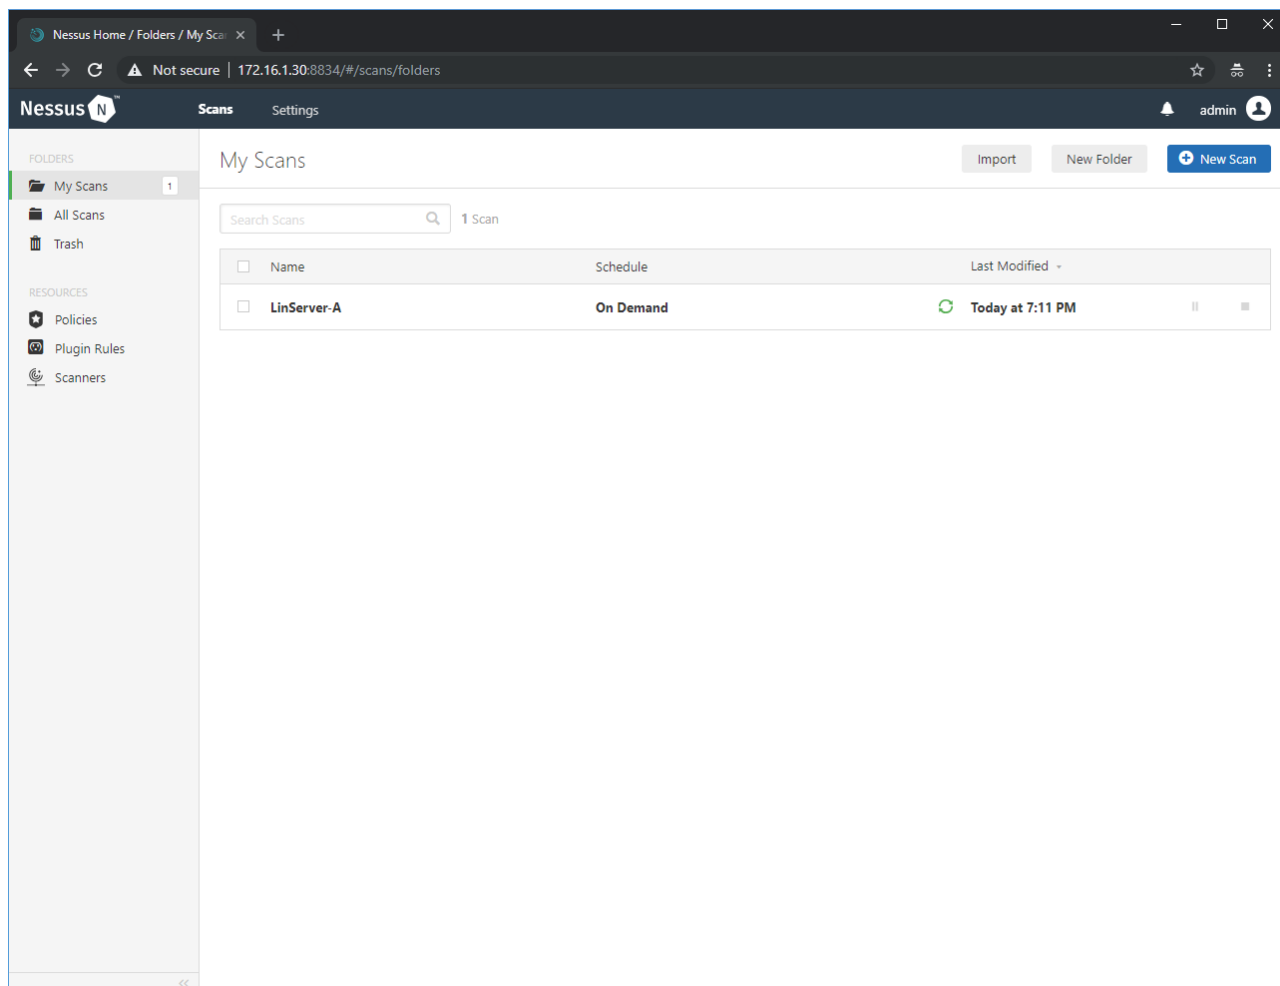 Nessus Home / Folders / My Sca
Not secure | 172.16.1.30:8834/#/scans/folders
Nessus N ™
Scans
Settings
admin
FOLDERS
My Scans 1
All Scans
Trash
RESOURCES
Policies
Plugin Rules
Scanners
My Scans
Import
New Folder
New Scan
Search Scans
1 Scan
Name Schedule Last Modified
LinServer-A On Demand Today at 7:11 PM